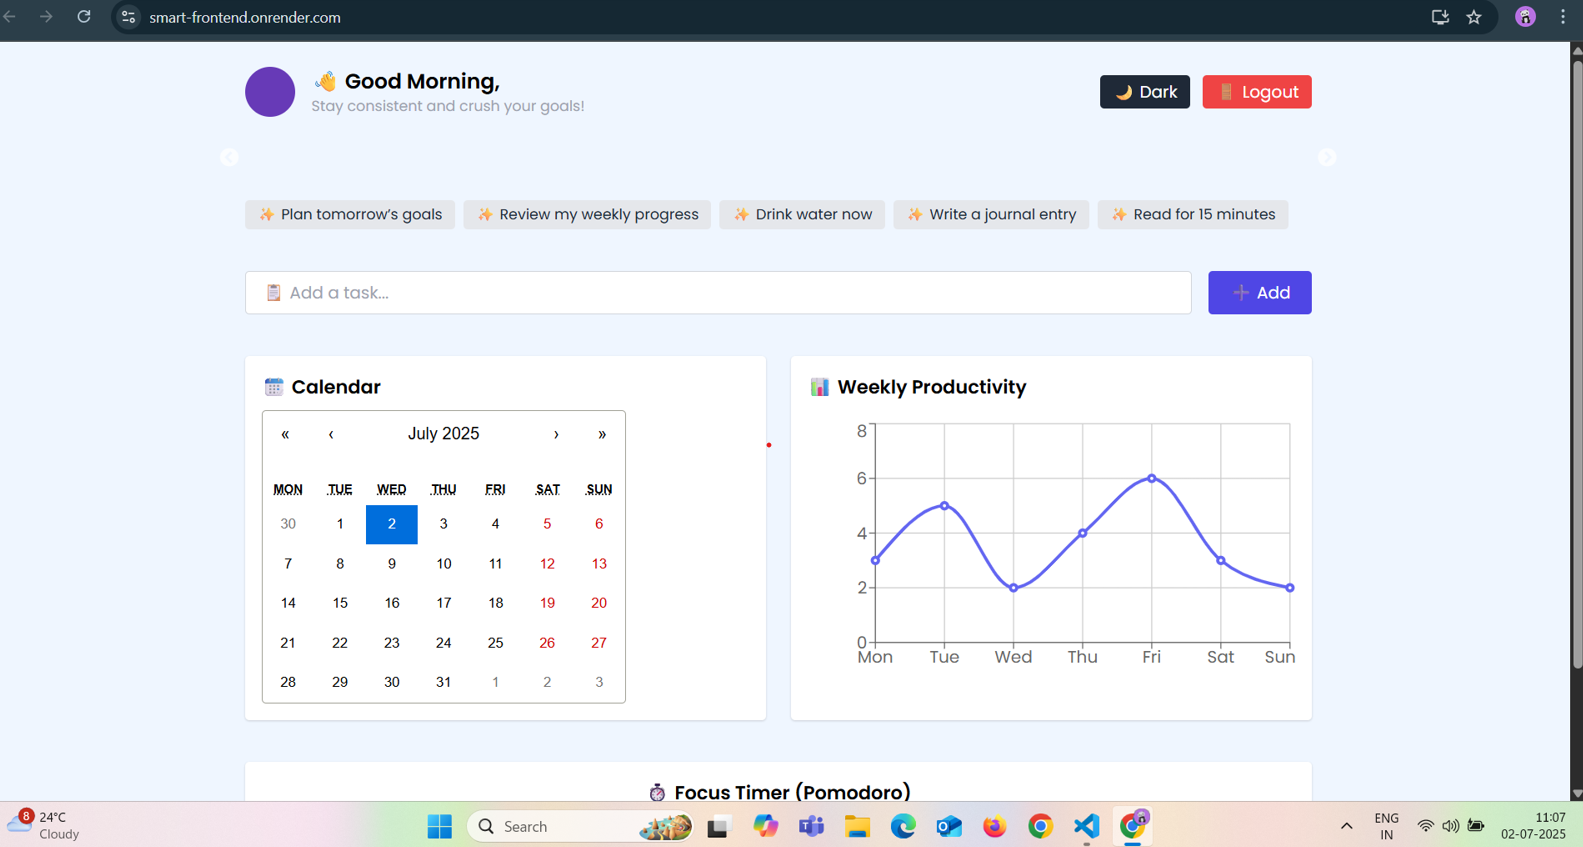 smart-frontend.onrender.com
👋 Good Morning,
Stay consistent and crush your goals!
🌙 Dark
🚪 Logout
✨ Plan tomorrow’s goals
✨ Review my weekly progress
✨ Drink water now
✨ Write a journal entry
✨ Read for 15 minutes
📋 Add a task...
➕ Add
🗓️ Calendar
« ‹ July 2025 › »
MON TUE WED THU FRI SAT SUN
30 1 2 3 4 5 6
7 8 9 10 11 12 13
14 15 16 17 18 19 20
21 22 23 24 25 26 27
28 29 30 31 1 2 3
📊 Weekly Productivity
8
6
4
2
0
Mon Tue Wed Thu Fri Sat Sun
⏱️ Focus Timer (Pomodoro)
8
24°C
Cloudy
Search
ENG
IN
11:07
02-07-2025